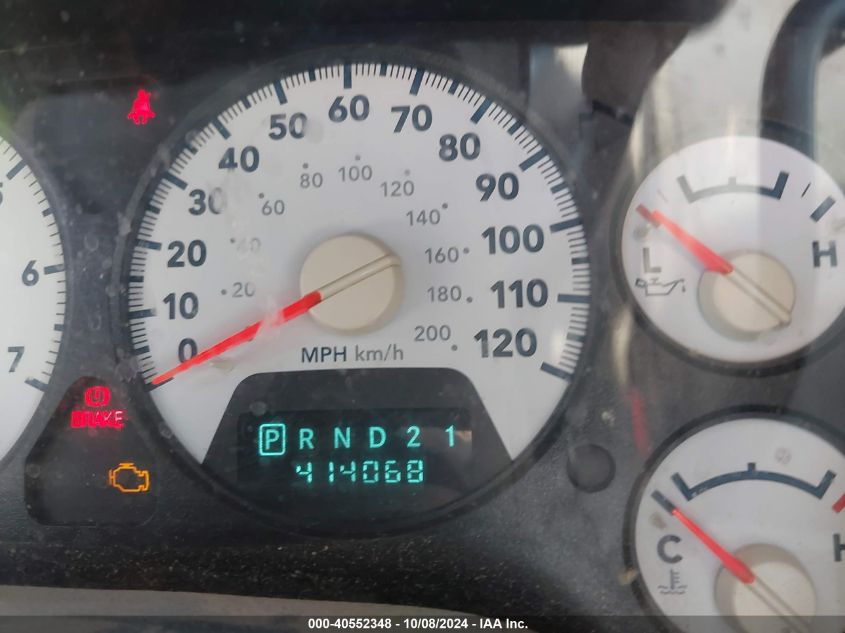 60
50 70
40 80
30 90
20 100
10 110
0 120
20 40 60 80 100 120 140 160 180 200
MPH km/h
6
7
BRAKE
P R N D 2 1
414068
L H
C H
000-40552348 - 10/08/2024 - IAA Inc.